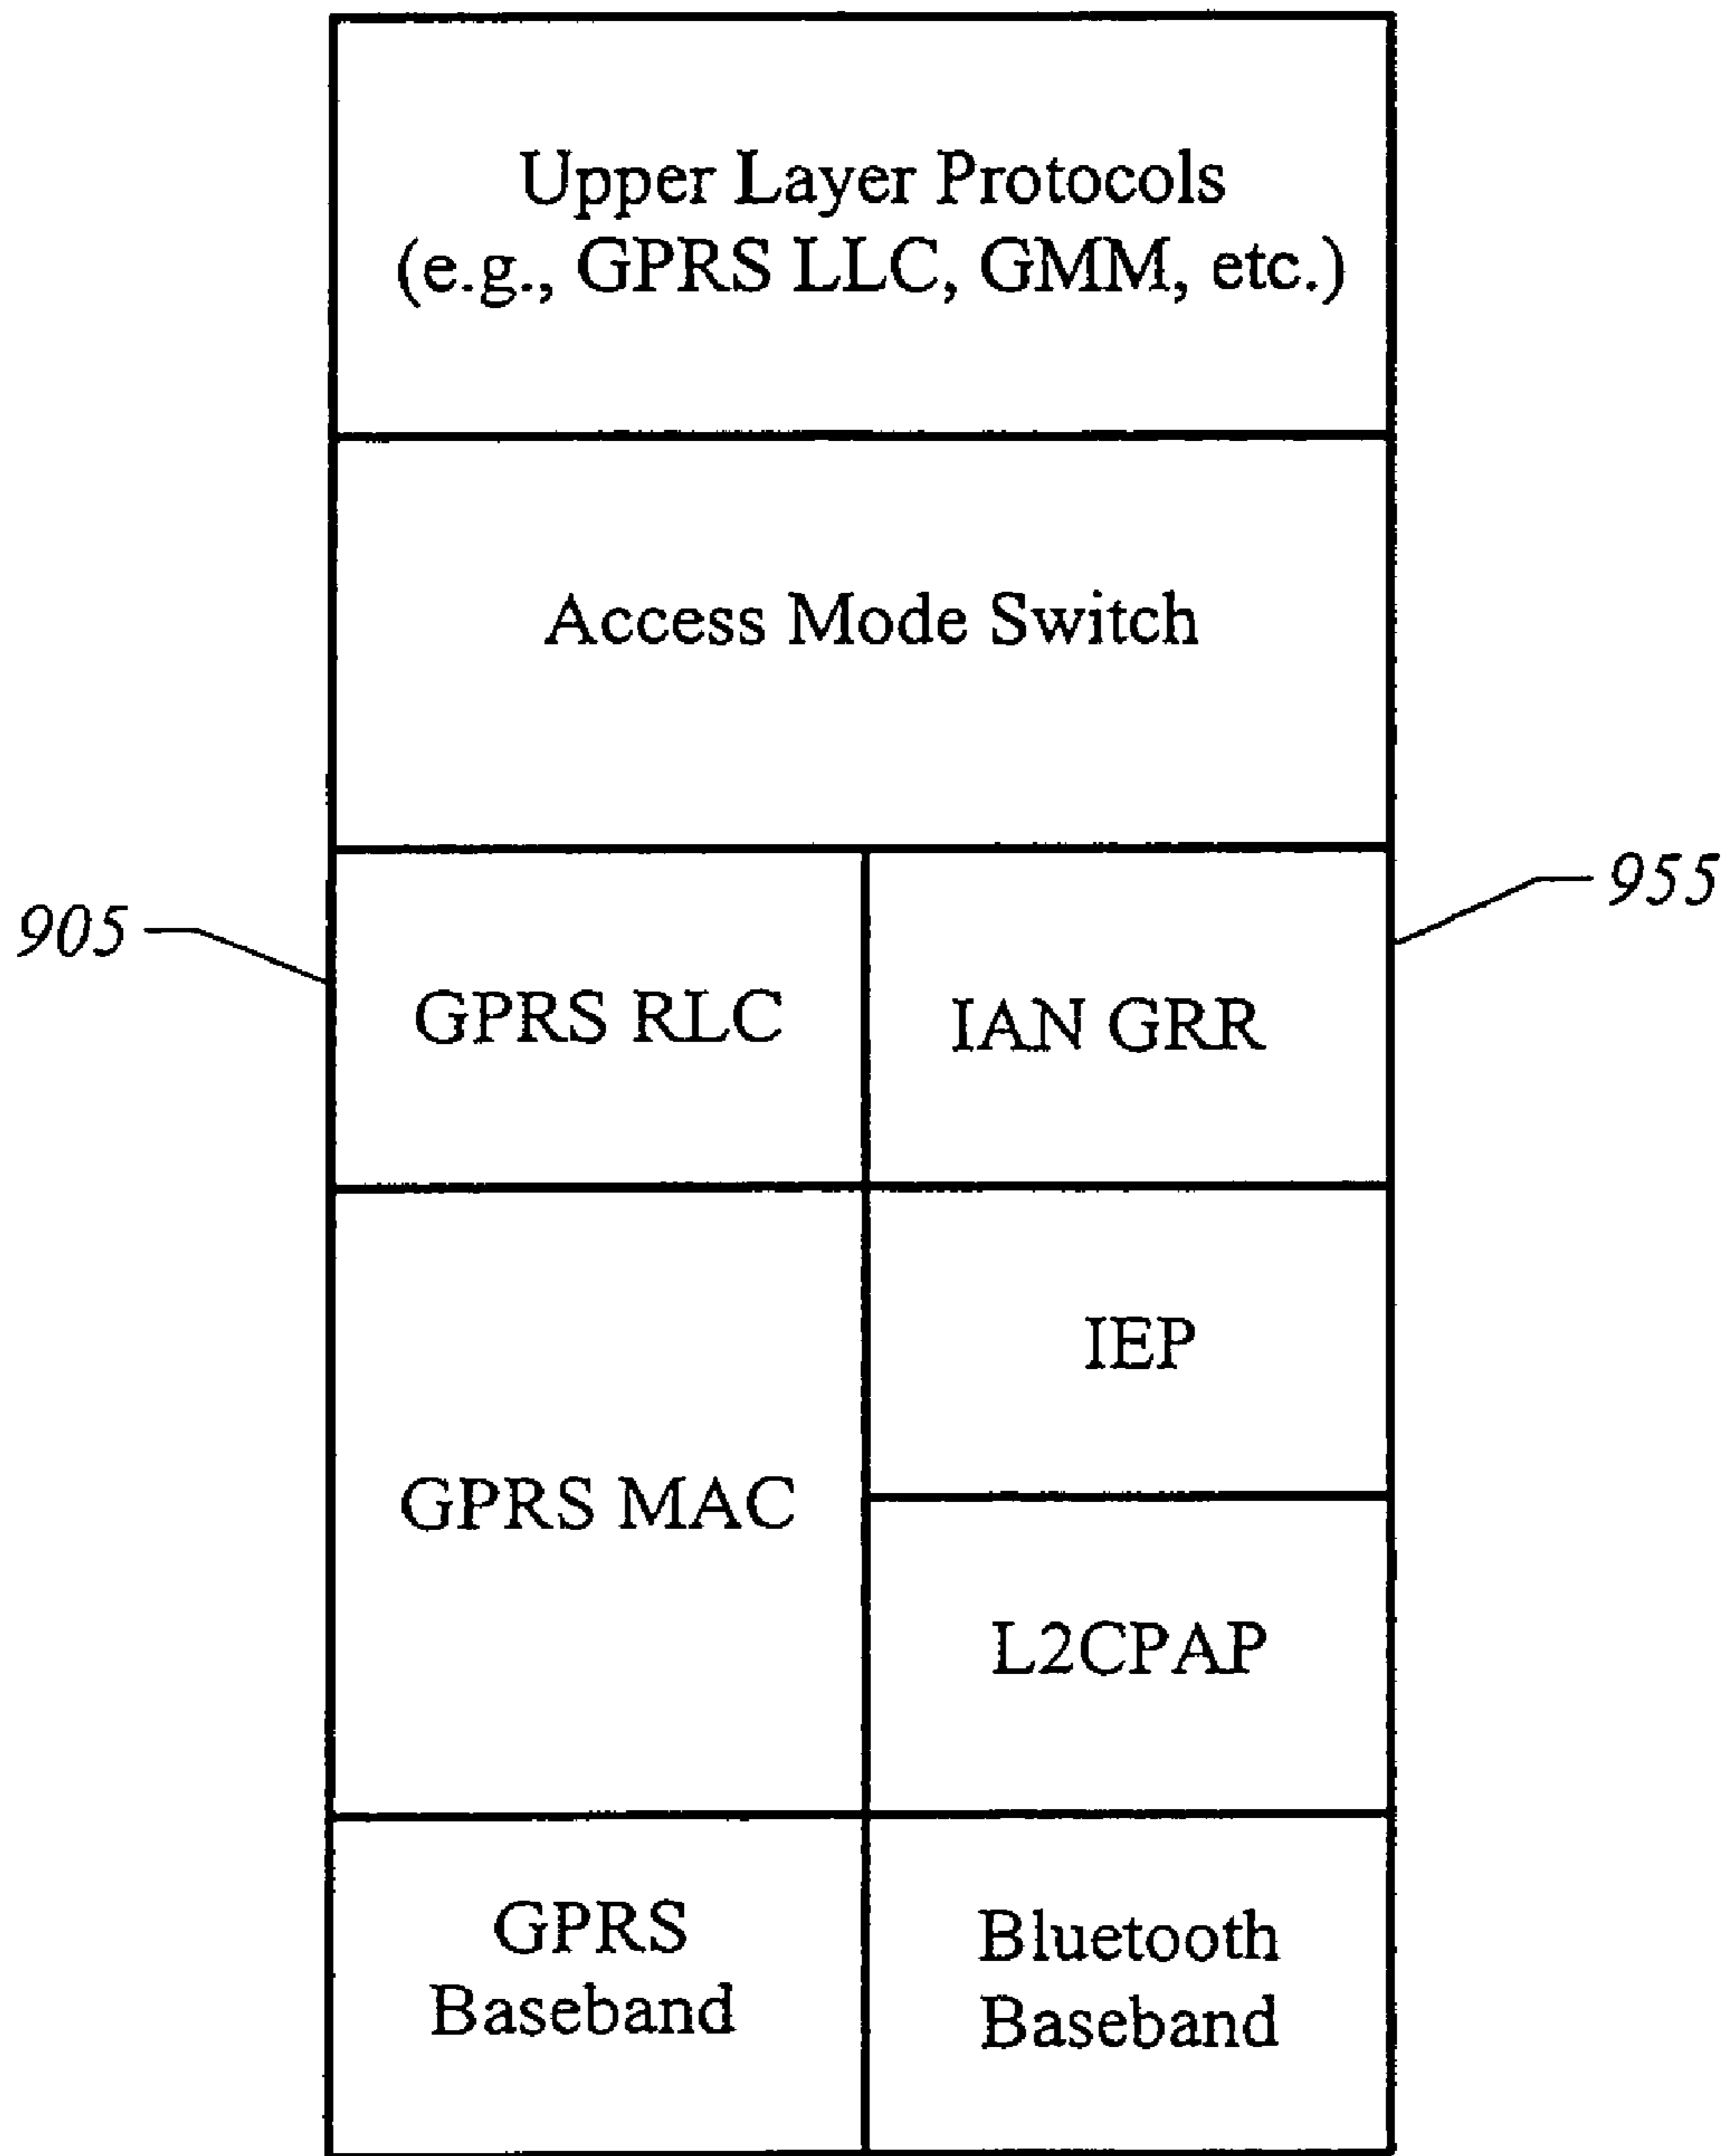 Upper Layer Protocols
(e.g., GPRS LLC, GMM, etc.)
Access Mode Switch
905
955
GPRS RLC
IAN GRR
IEP
GPRS MAC
L2CPAP
GPRS
Baseband
Bluetooth
Baseband